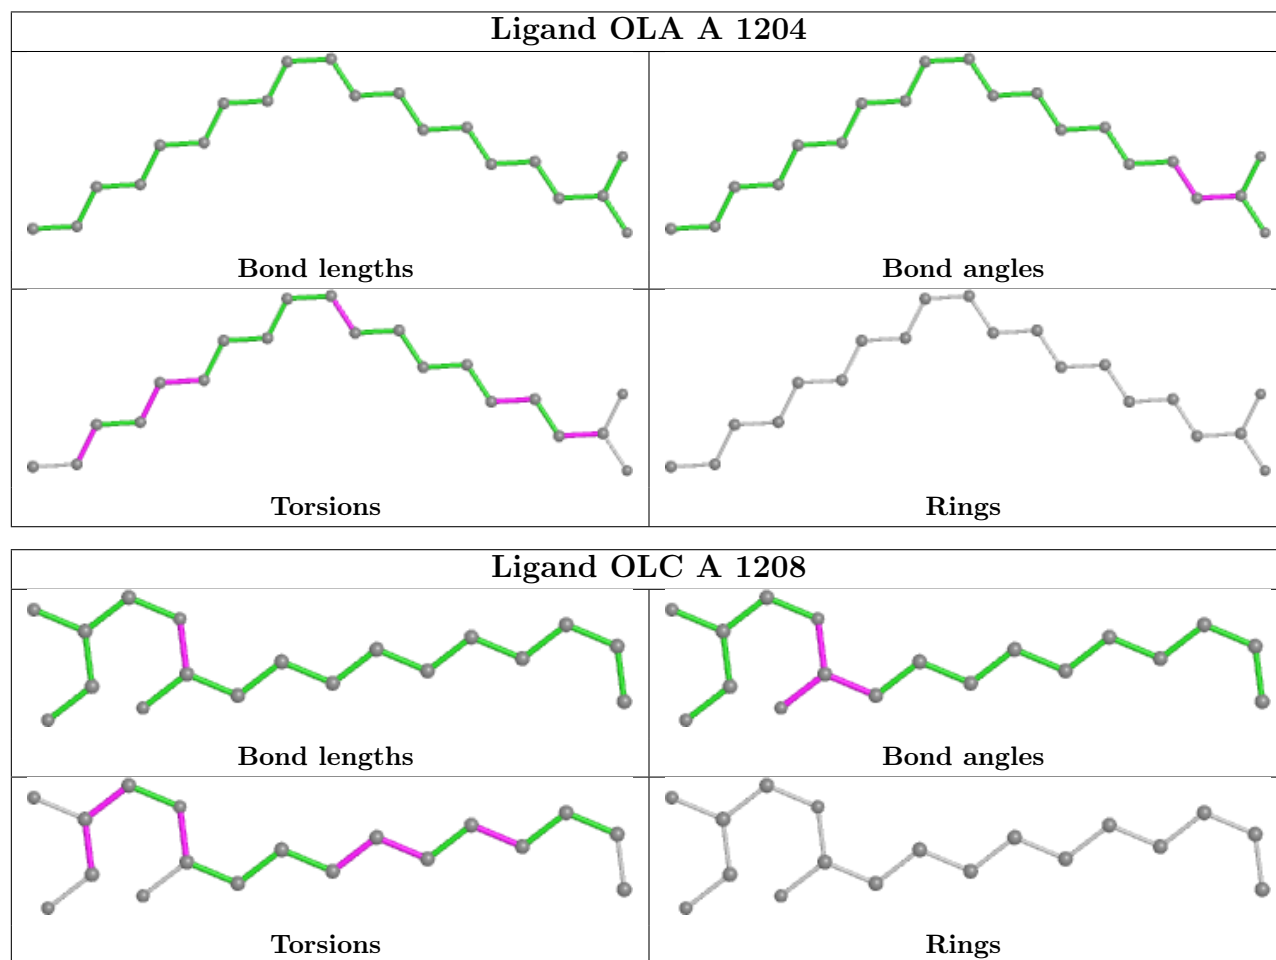 Ligand OLA A 1204
Bond lengths
Bond angles
Torsions
Rings
Ligand OLC A 1208
Bond lengths
Bond angles
Torsions
Rings